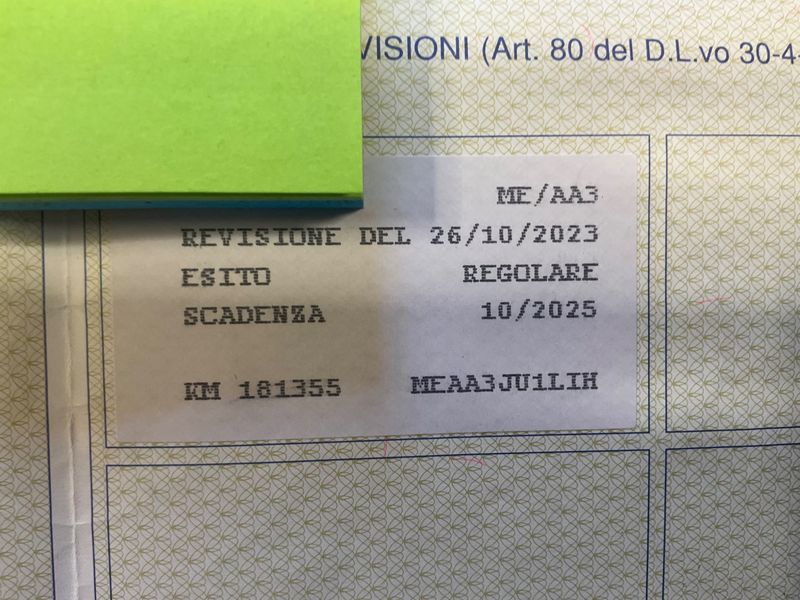 VISIONI (Art. 80 del D.L.vo 30-4-
ME/AA3
REVISIONE DEL 26/10/2023
ESITO REGOLARE
SCADENZA 10/2025
KM 181355 MEAA3JU1LIH